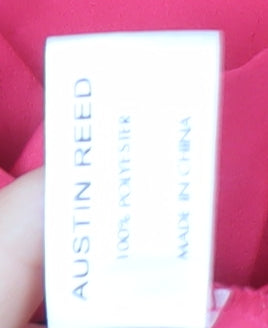 AUSTIN REED
100% POLYESTER
MADE IN CHINA